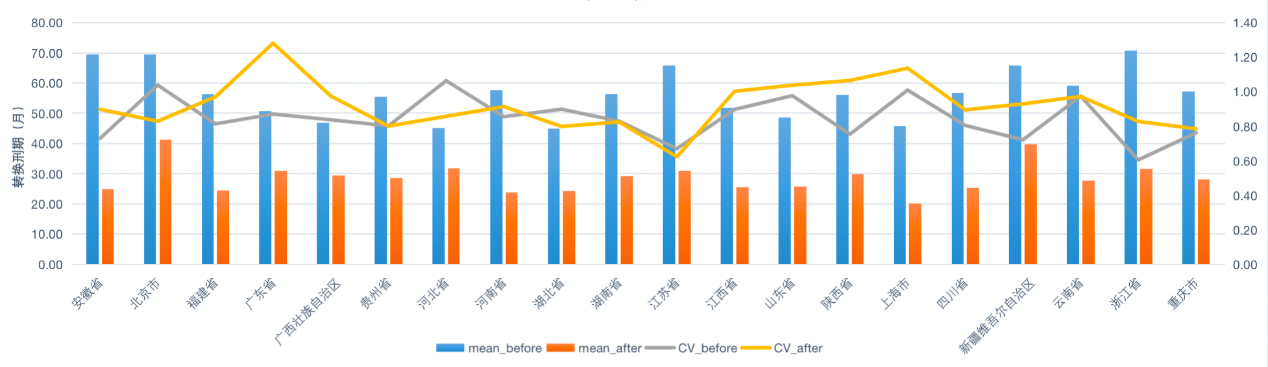 80.00
70.00
60.00
50.00
40.00
30.00
20.00
10.00
0.00
转换刑期（月）
1.40
1.20
1.00
0.80
0.60
0.40
0.20
0.00
安徽省
北京市
福建省
广东省
广西壮族自治区
贵州省
河北省
河南省
湖北省
湖南省
江苏省
江西省
山东省
陕西省
上海市
四川省
新疆维吾尔自治区
云南省
浙江省
重庆市
mean_before mean_after CV_before CV_after